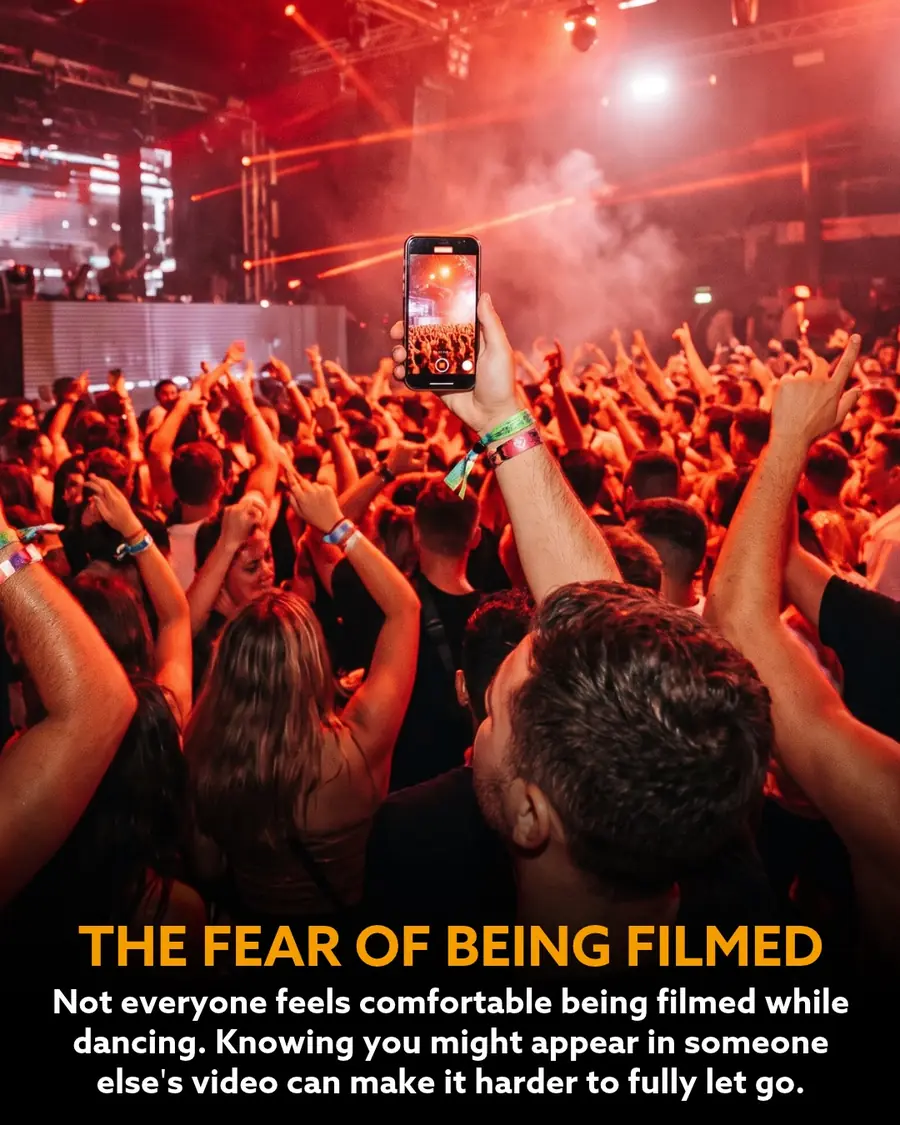 THE FEAR OF BEING FILMED
Not everyone feels comfortable being filmed while
dancing. Knowing you might appear in someone
else's video can make it harder to fully let go.